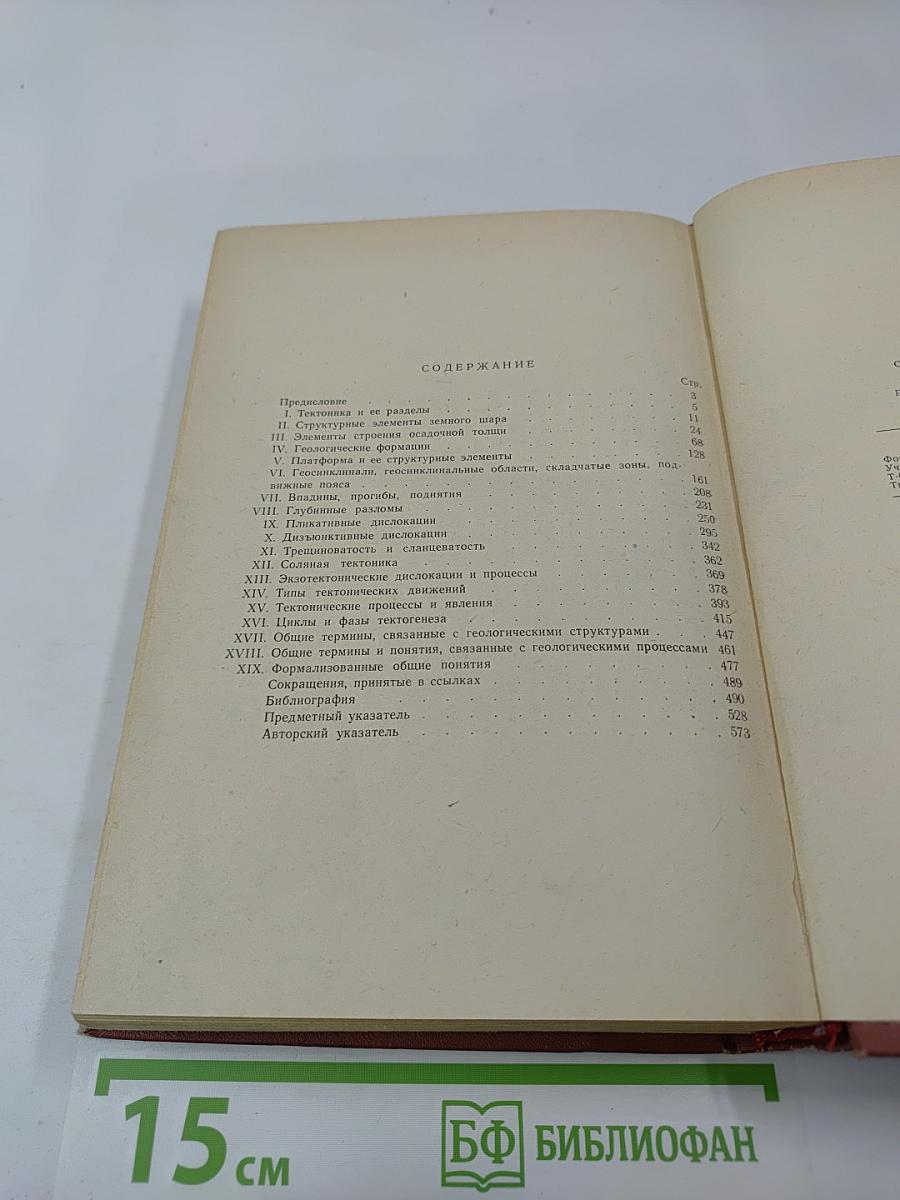 СОДЕРЖАНИЕ
Стр.
Предисловие . . . . . . . . . . . . . . . . 3
I. Тектоника и ее разделы . . . . . . . . . . . . 5
II. Структурные элементы земного шара . . . . . . . . 11
III. Элементы строения осадочной толщи . . . . . . . . 24
IV. Геологические формации . . . . . . . . . . . . 68
V. Платформа и ее структурные элементы . . . . . . . . 128
VI. Геосинклинали, геосинклинальные области, складчатые зоны, под-
вижные пояса . . . . . . . . . . . . . . . 161
VII. Впадины, прогибы, поднятия . . . . . . . . . . 208
VIII. Глубинные разломы . . . . . . . . . . . . . 231
IX. Пликативные дислокации . . . . . . . . . . . . 250
X. Дизъюнктивные дислокации . . . . . . . . . . . 295
XI. Трещиноватость и сланцеватость . . . . . . . . . 342
XII. Соляная тектоника . . . . . . . . . . . . . 362
XIII. Экзотектонические дислокации и процессы . . . . . . 369
XIV. Типы тектонических движений . . . . . . . . . . 378
XV. Тектонические процессы и явления . . . . . . . . 393
XVI. Циклы и фазы тектогенеза . . . . . . . . . . . 415
XVII. Общие термины, связанные с геологическими структурами . . . 447
XVIII. Общие термины и понятия, связанные с геологическими процессами 461
XIX. Формализованные общие понятия . . . . . . . . . 477
Сокращения, принятые в ссылках . . . . . . . . . 489
Библиография . . . . . . . . . . . . . 490
Предметный указатель . . . . . . . . . . . . 528
Авторский указатель . . . . . . . . . . . . 573
15 см
БФ БИБЛИОФАН